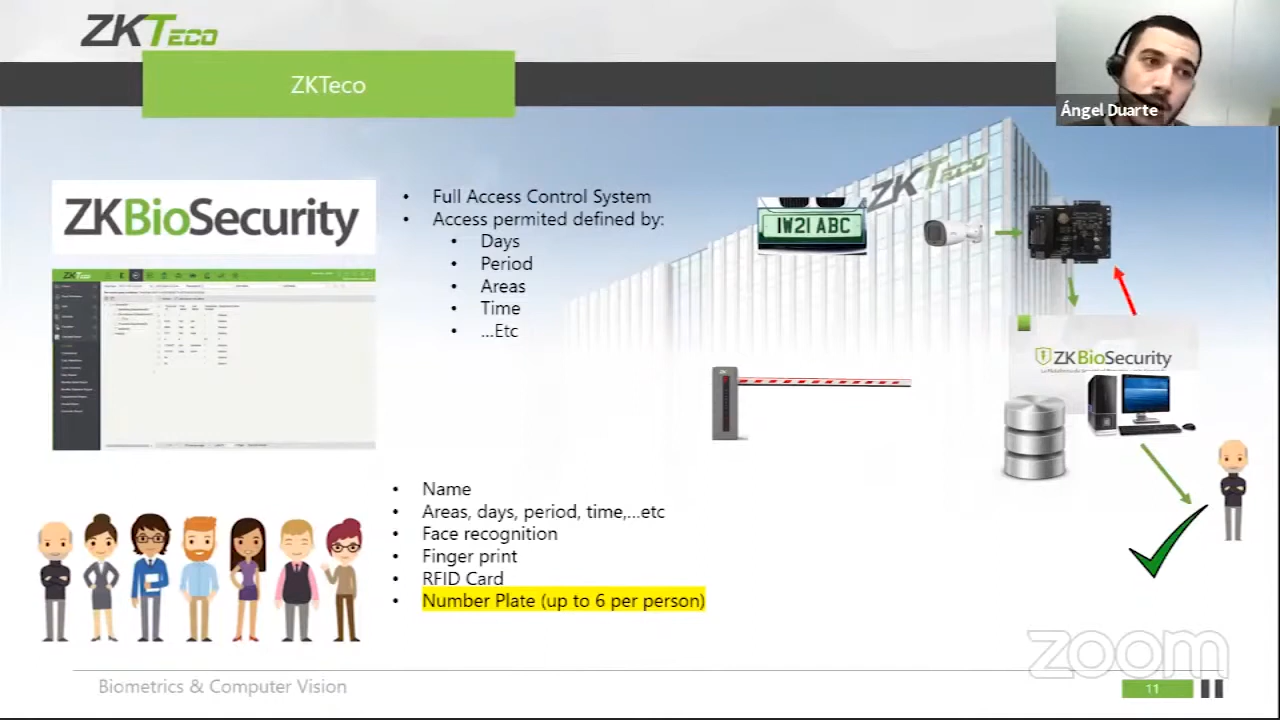 ZKTeco
ZKTeco
Ángel Duarte
ZKBioSecurity
• Full Access Control System
• Access permited defined by:
• Days
• Period
• Areas
• Time
• ...Etc
ZKTeco
1W21 ABC
ZKBioSecurity
• Name
• Areas, days, period, time,...etc
• Face recognition
• Finger print
• RFID Card
• Number Plate (up to 6 per person)
zoom
Biometrics & Computer Vision
11